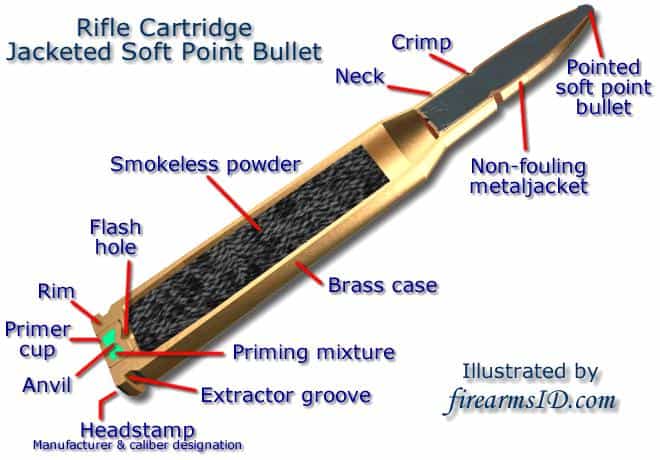 Rifle Cartridge
Jacketed Soft Point Bullet
Crimp
Neck
Pointed
soft point
bullet
Non-fouling
metaljacket
Smokeless powder
Flash
hole
Brass case
Rim
Primer
cup
Priming mixture
Anvil
Extractor groove
Headstamp
Manufacturer & caliber designation
Illustrated by
firearmsID.com